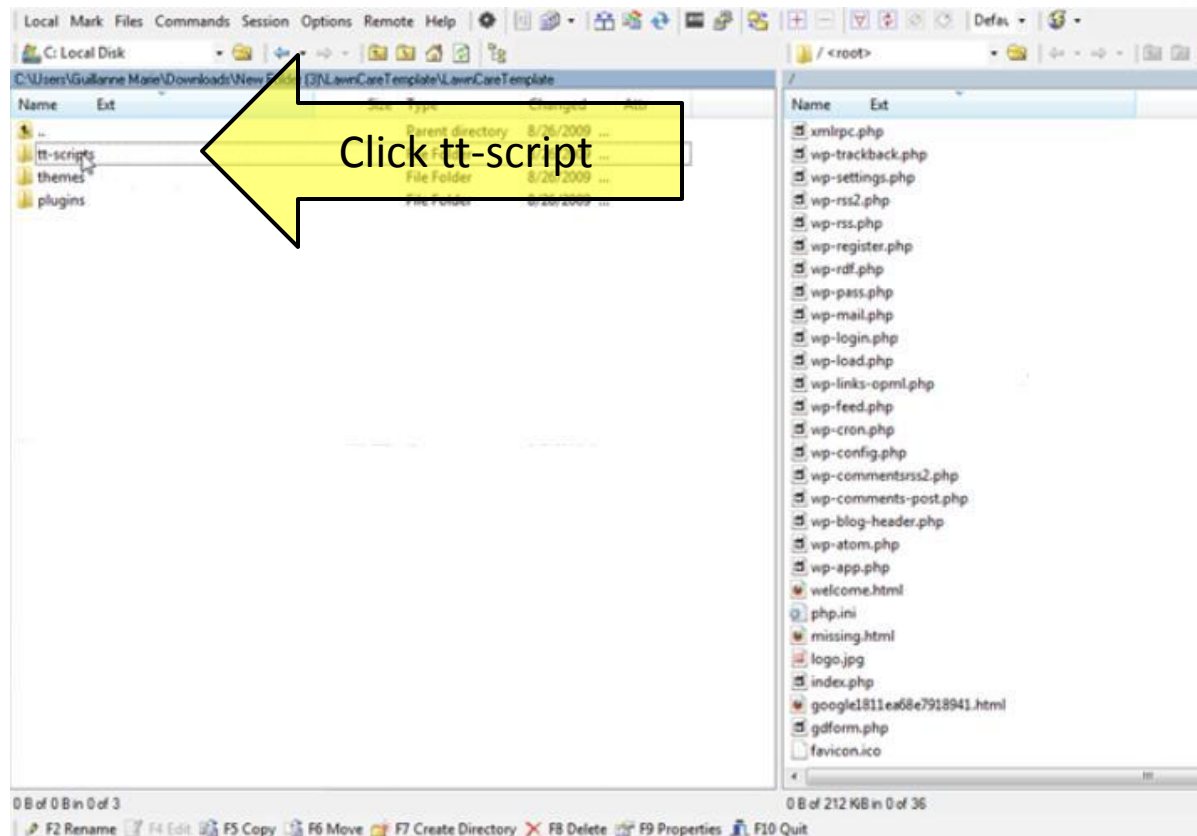 Local Mark Files Commands Session Options Remote Help Defau
C: Local Disk / <root>
C:\Users\Guilanne Marie\Downloads\New Folder (3)\LawnCareTemplate\LawnCareTemplate /
Name Ext Size Type Changed Attr Name Ext
.. Parent directory 8/26/2009 ...
tt-scripts
themes File Folder 8/26/2009 ...
plugins File Folder 8/26/2009 ...
Click tt-script
xmlrpc.php
wp-trackback.php
wp-settings.php
wp-rss2.php
wp-rss.php
wp-register.php
wp-rdf.php
wp-pass.php
wp-mail.php
wp-login.php
wp-load.php
wp-links-opml.php
wp-feed.php
wp-cron.php
wp-config.php
wp-commentsrss2.php
wp-comments-post.php
wp-blog-header.php
wp-atom.php
wp-app.php
welcome.html
php.ini
missing.html
logo.jpg
index.php
google1811ea68e7918941.html
gdform.php
favicon.ico
0 B of 0 B in 0 of 3 0 B of 212 KiB in 0 of 36
F2 Rename F4 Edit F5 Copy F6 Move F7 Create Directory F8 Delete F9 Properties F10 Quit